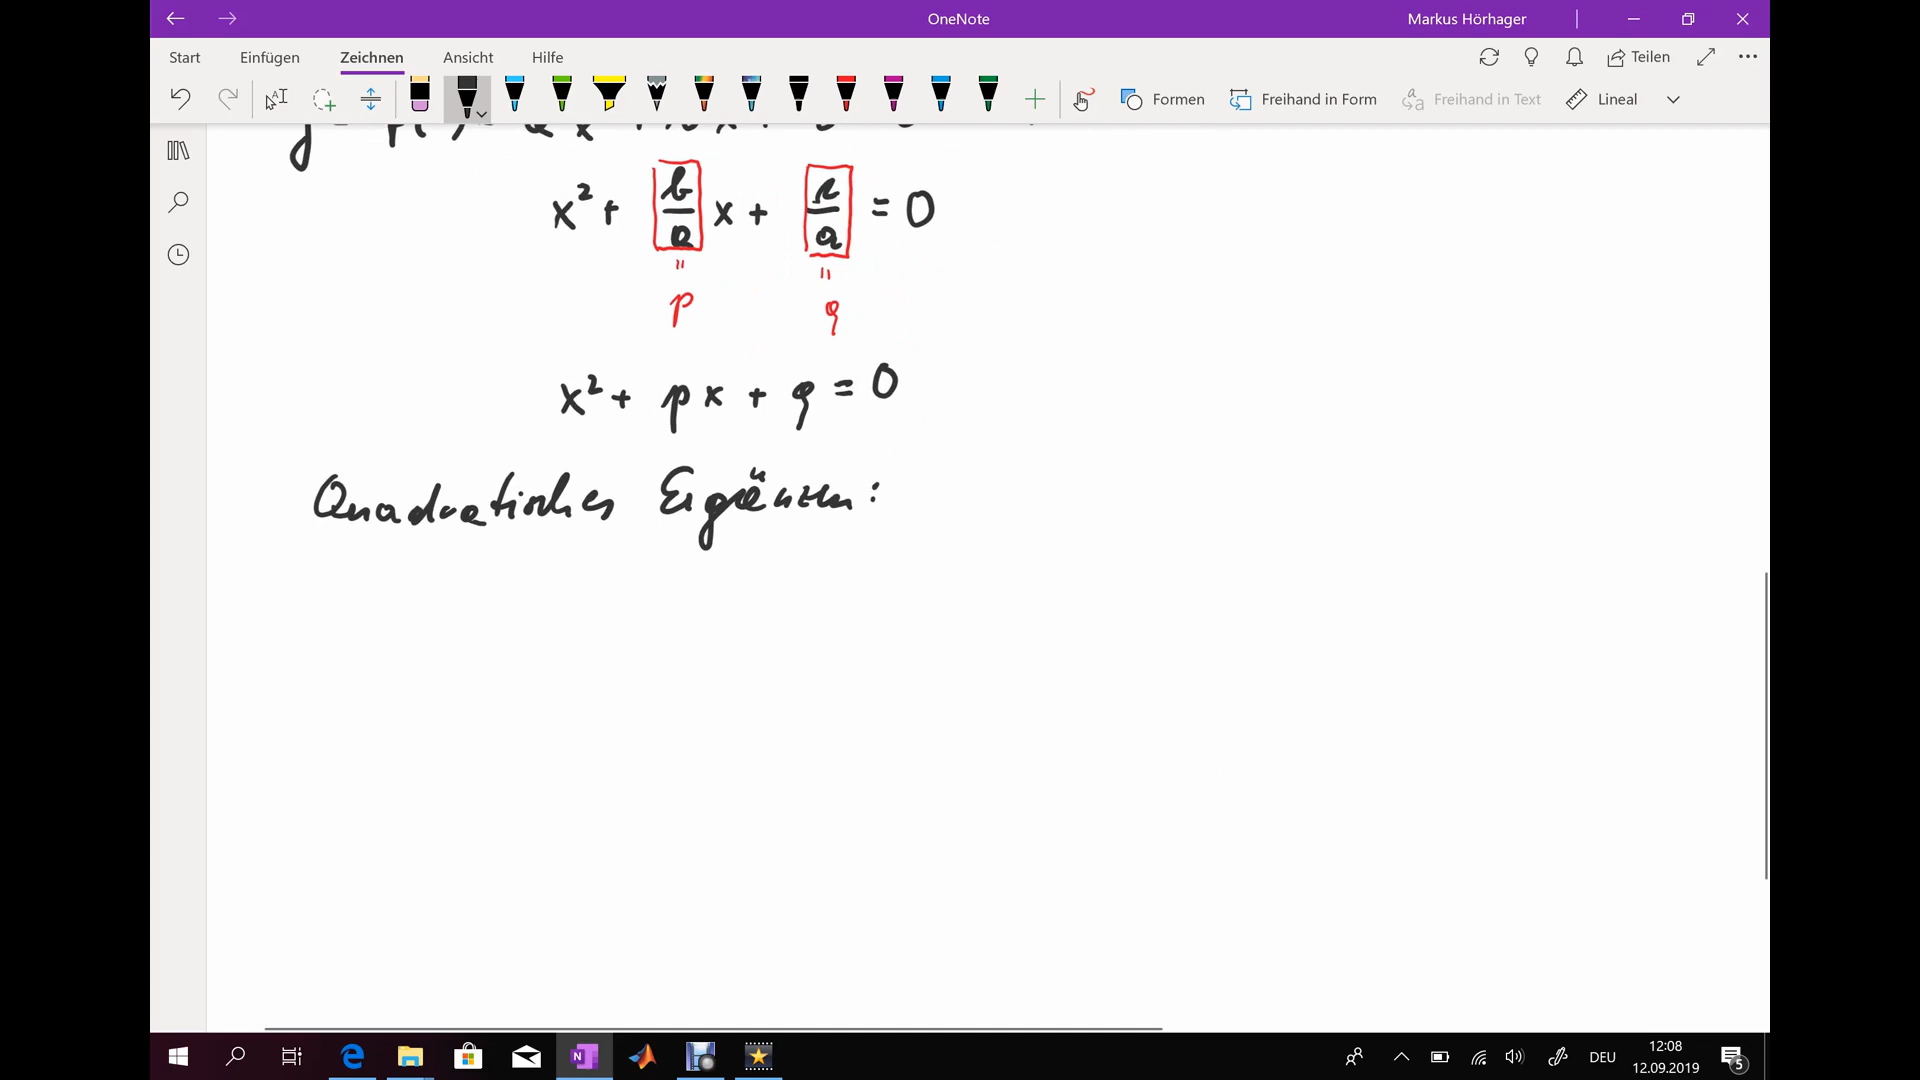 OneNote
Markus Hörhager
Start Einfügen Zeichnen Ansicht Hilfe
Teilen
Formen Freihand in Form Freihand in Text Lineal
x² + b/a x + c/a = 0
" "
p q
x² + px + q = 0
Quadratisches Ergänzen:
DEU
12:08
12.09.2019
5